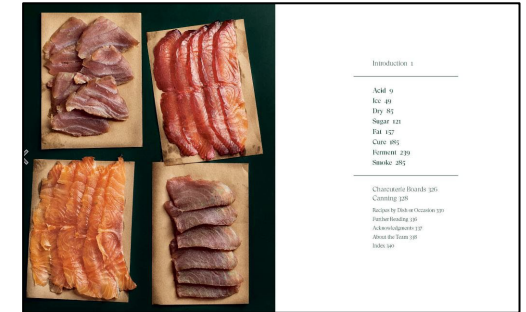 Introduction 1
Acid 9
Ice 49
Dry 85
Sugar 121
Fat 157
Cure 185
Ferment 239
Smoke 285
Charcuterie Boards 326
Canning 328
Recipes by Dish or Occasion 330
Further Reading 336
Acknowledgments 337
About the Team 338
Index 340